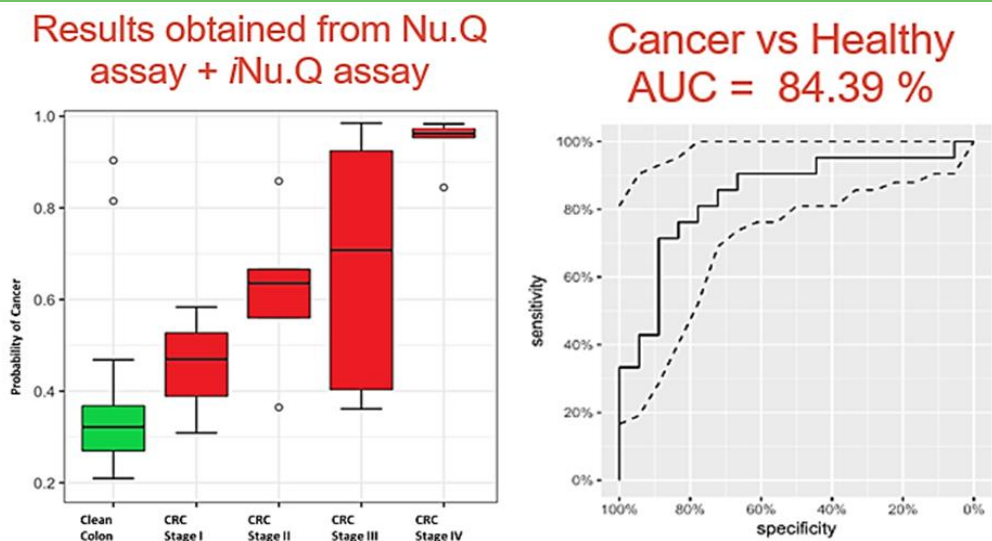 Results obtained from Nu.Q
assay + iNu.Q assay
Probability of Cancer
1.0
0.8
0.6
0.4
0.2
Clean
Colon
CRC
Stage I
CRC
Stage II
CRC
Stage III
CRC
Stage IV
Cancer vs Healthy
AUC = 84.39 %
sensitivity
100%
80%
60%
40%
20%
0%
100%
80%
60%
40%
20%
0%
specificity